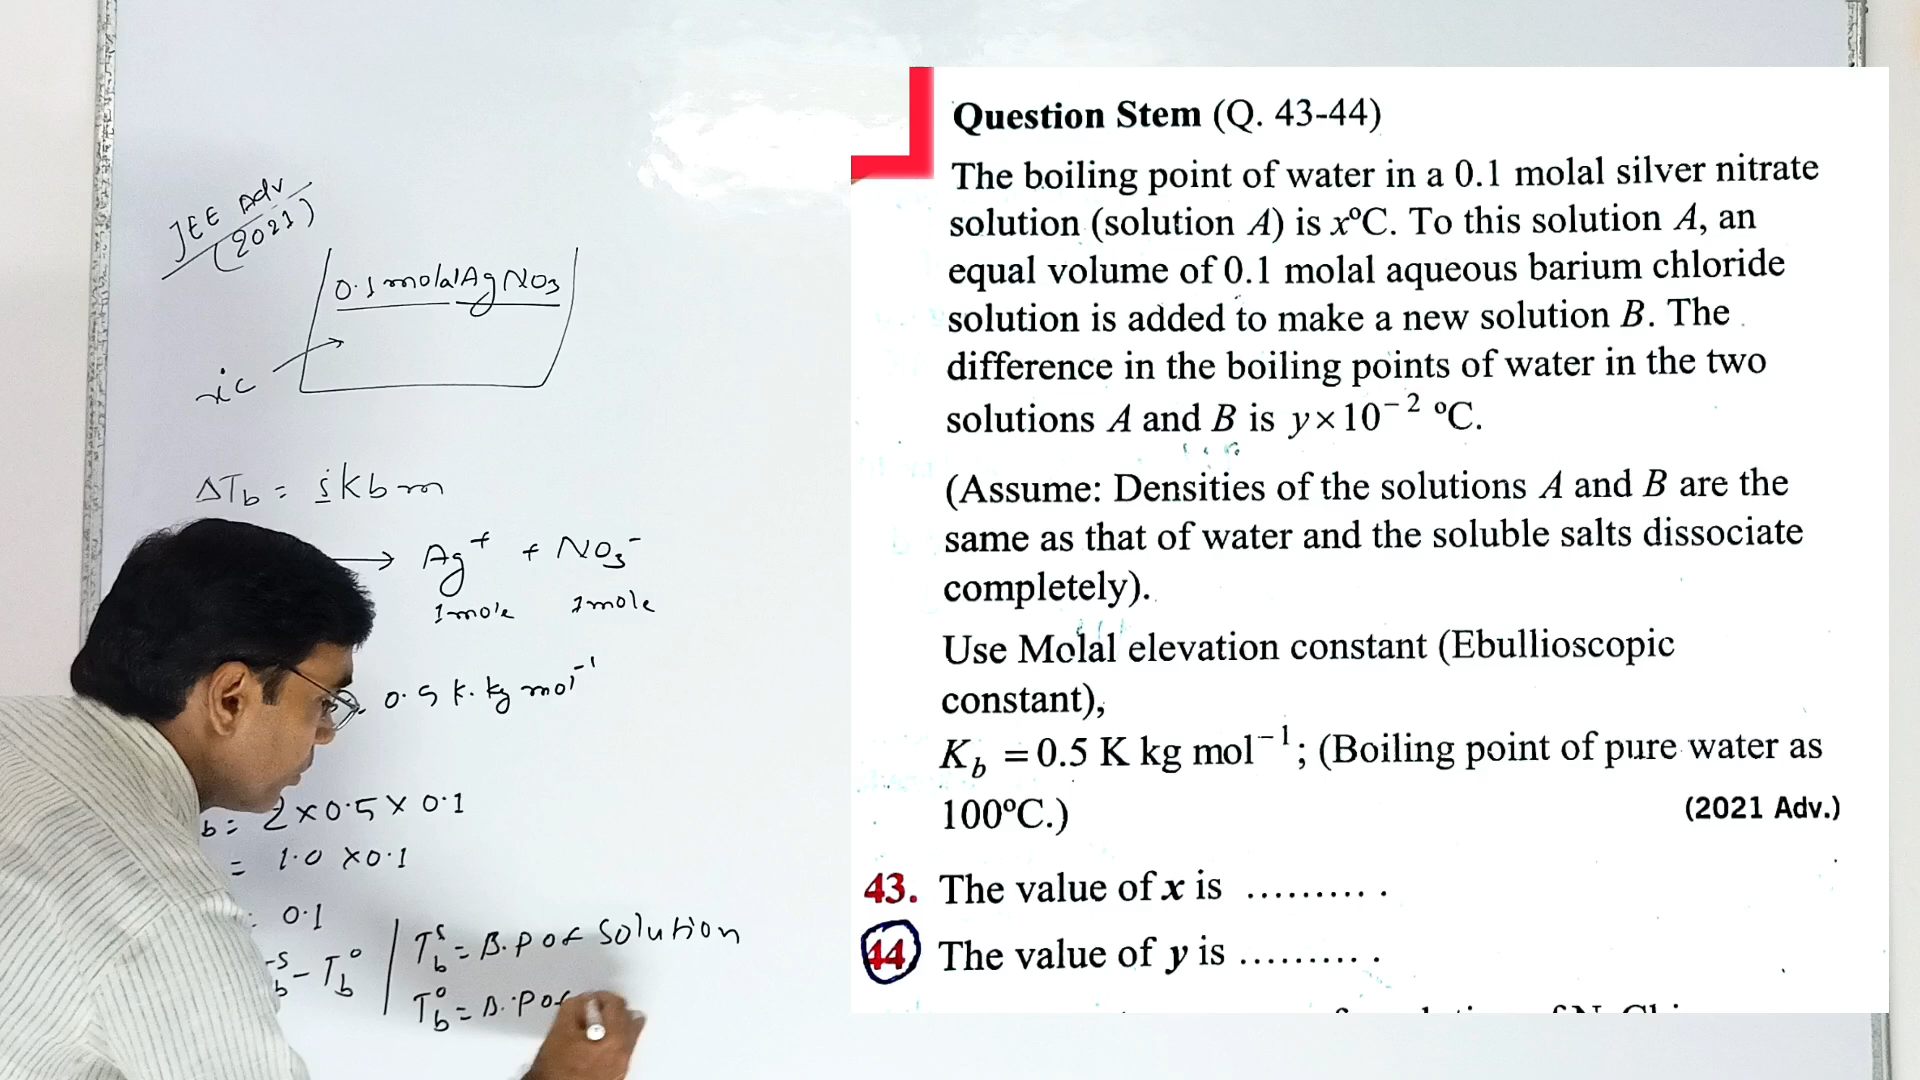 JEE Adv
(2021)
0.1 molal AgNO3
ΔTb = i kb m
Ag+ + NO3-
1mole 1mole
0.5 K.kg mol-1
b= 2×0.5×0.1
= 1.0 ×0.1
0.1
Tb°
Tbs = B.P of Solution
Tb° = B.P of
Question Stem (Q. 43-44)
The boiling point of water in a 0.1 molal silver nitrate
solution (solution A) is x°C. To this solution A, an
equal volume of 0.1 molal aqueous barium chloride
solution is added to make a new solution B. The
difference in the boiling points of water in the two
solutions A and B is y×10−2 °C.
(Assume: Densities of the solutions A and B are the
same as that of water and the soluble salts dissociate
completely).
Use Molal elevation constant (Ebullioscopic
constant),
Kb = 0.5 K kg mol−1; (Boiling point of pure water as
100°C.) (2021 Adv.)
43. The value of x is .......... .
44 The value of y is .......... .